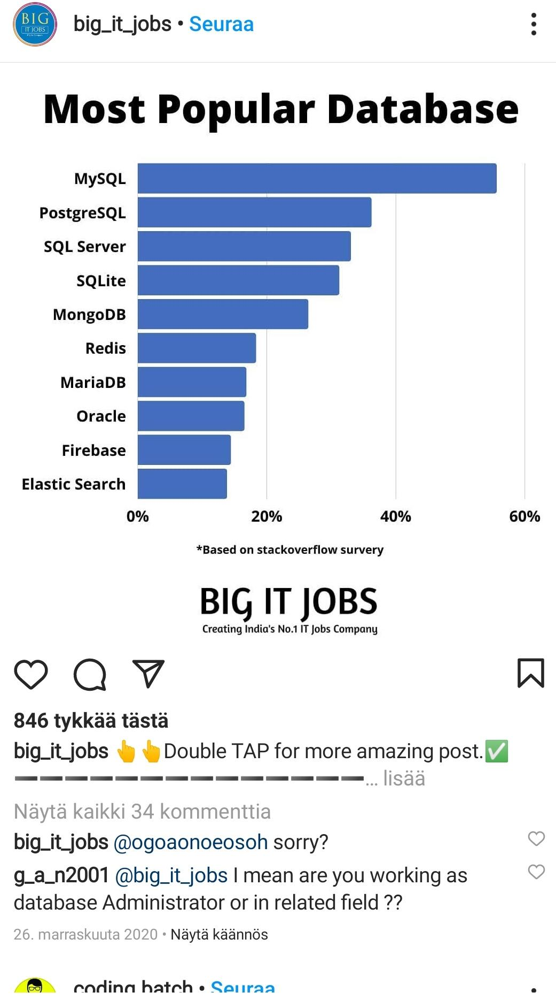 BIG
IT JOBS
big_it_jobs • Seuraa
Most Popular Database
MySQL
PostgreSQL
SQL Server
SQLite
MongoDB
Redis
MariaDB
Oracle
Firebase
Elastic Search
0% 20% 40% 60%
*Based on stackoverflow survery
BIG IT JOBS
Creating India's No.1 IT Jobs Company
846 tykkää tästä
big_it_jobs 👆👆Double TAP for more amazing post.✅
➖➖➖➖➖➖➖➖➖➖➖➖➖➖... lisää
Näytä kaikki 34 kommenttia
big_it_jobs @ogoaonoeosoh sorry?
g_a_n2001 @big_it_jobs I mean are you working as
database Administrator or in related field ??
26. marraskuuta 2020 • Näytä käännös
coding batch • Seuraa